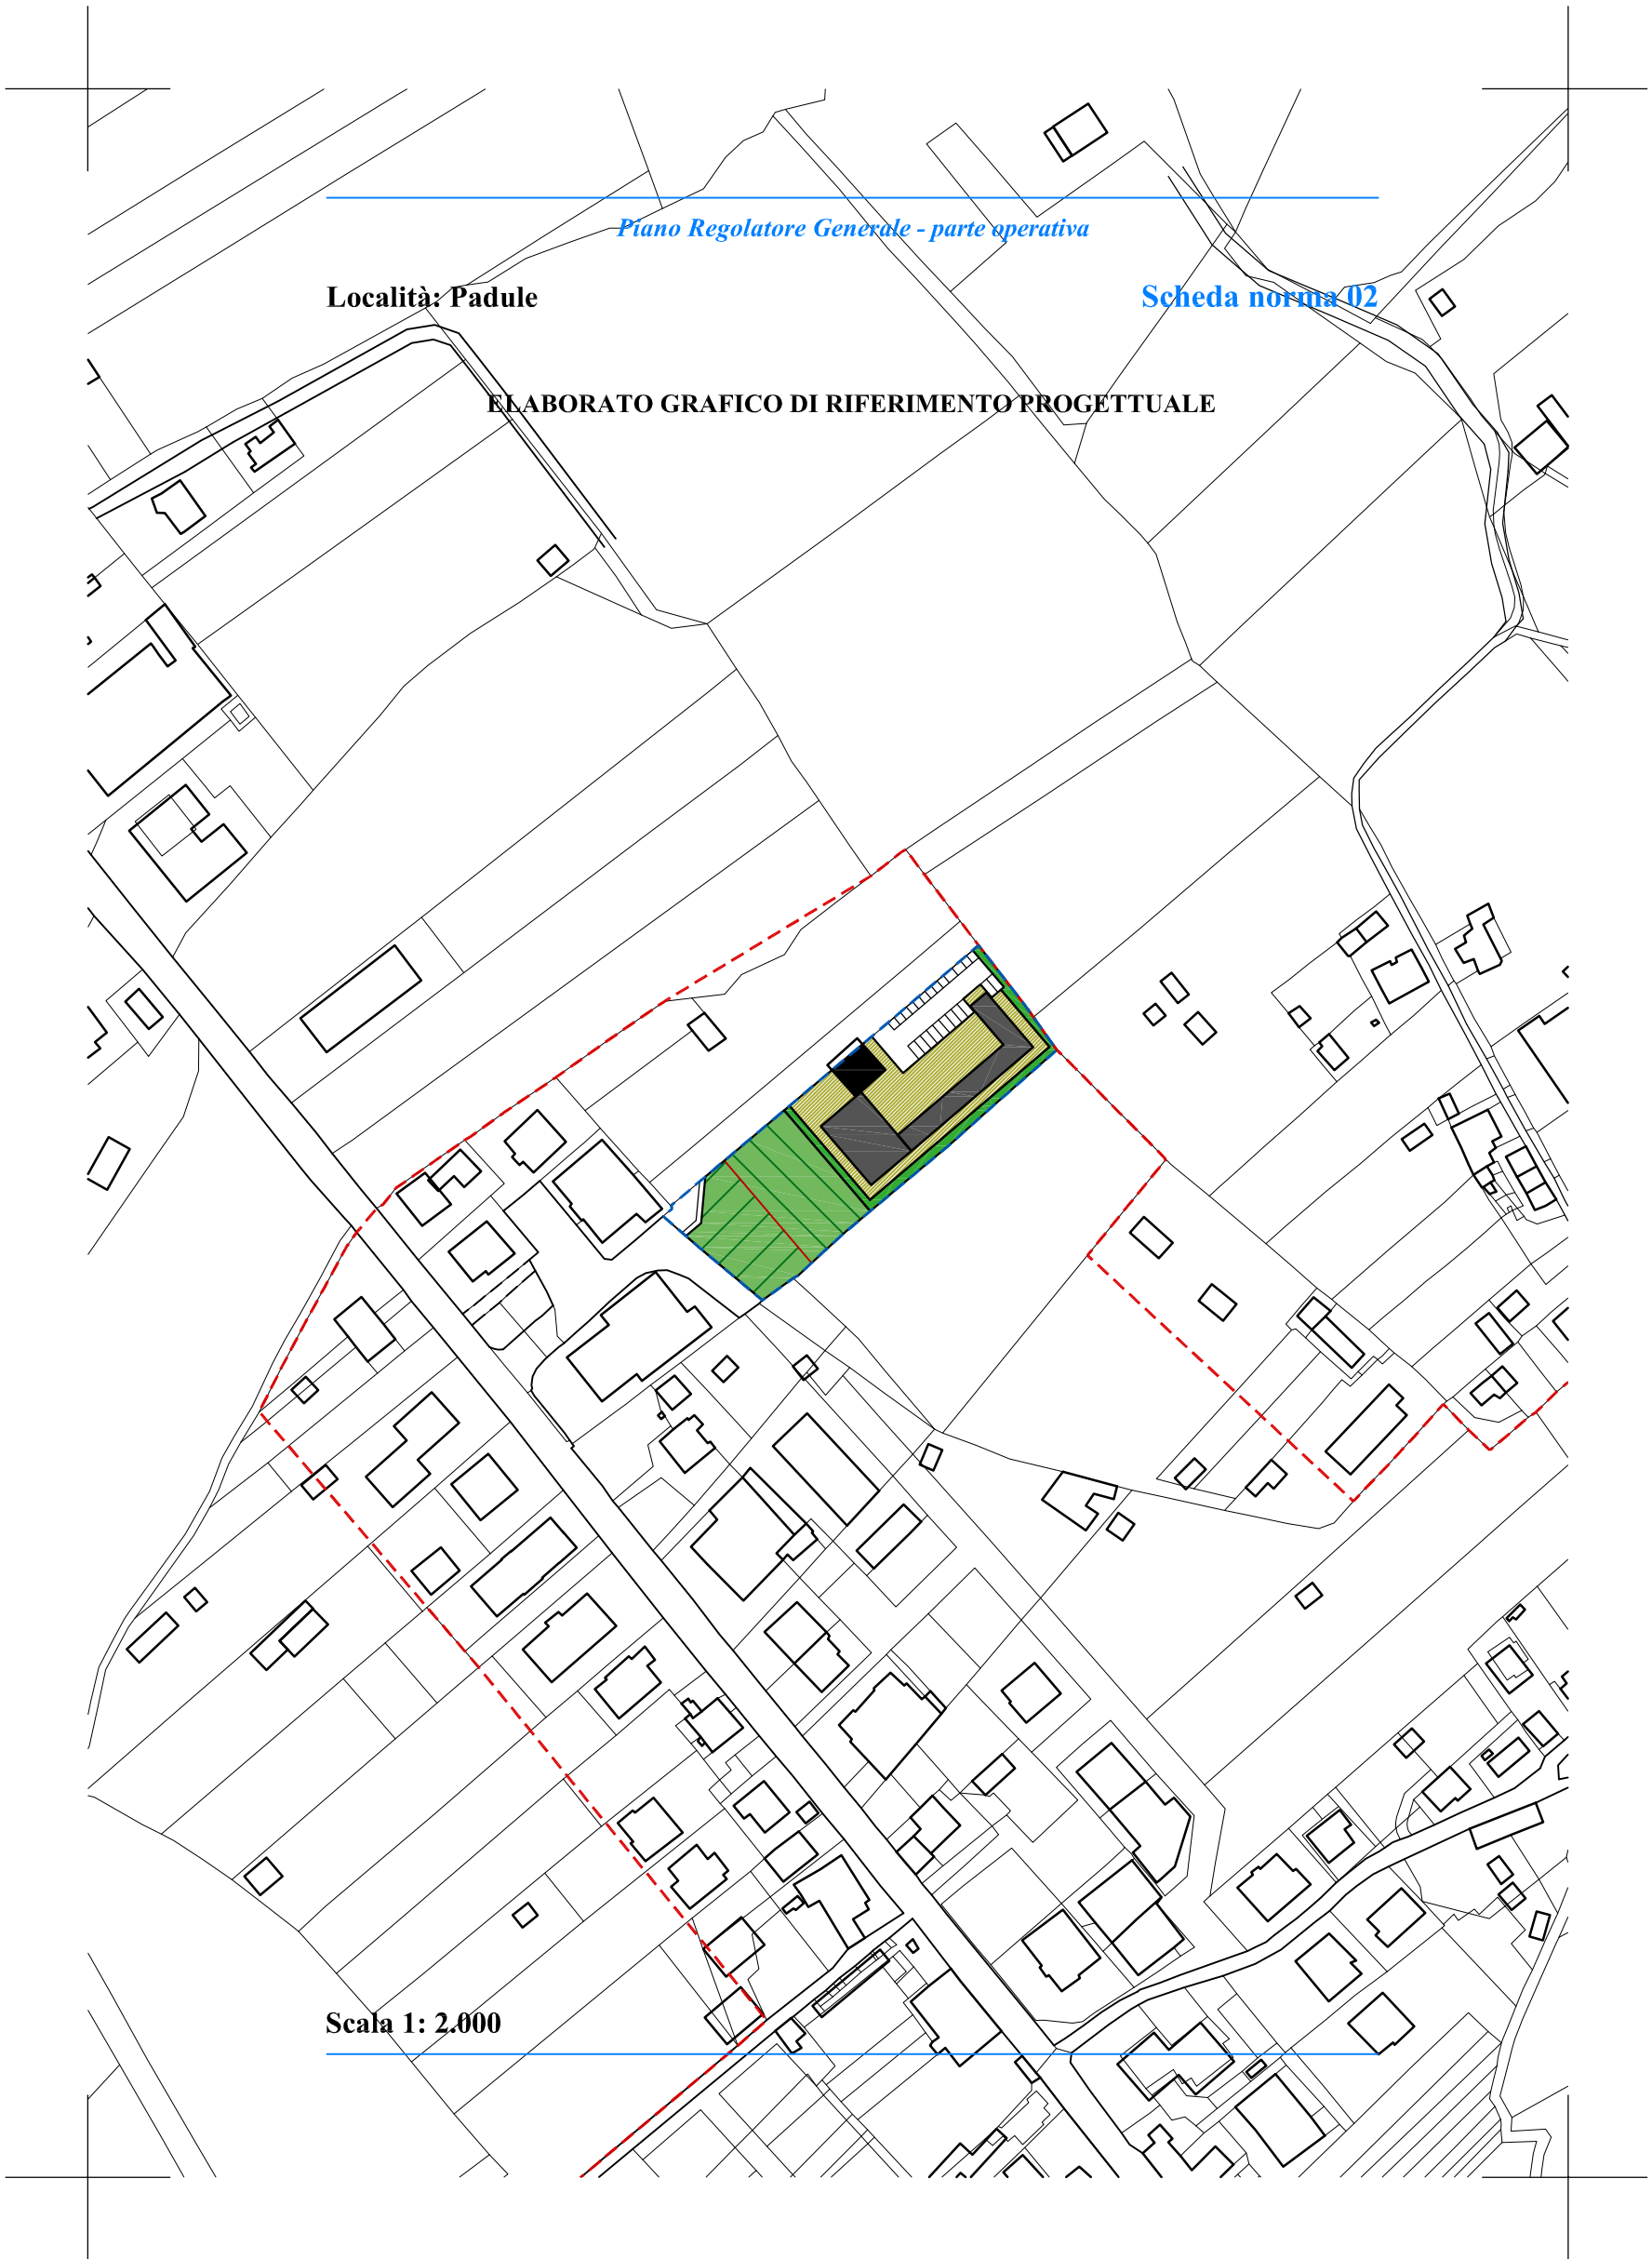 Piano Regolatore Generale - parte operativa
Località: Padule
Scheda norma 02
ELABORATO GRAFICO DI RIFERIMENTO PROGETTUALE
Scala 1: 2.000